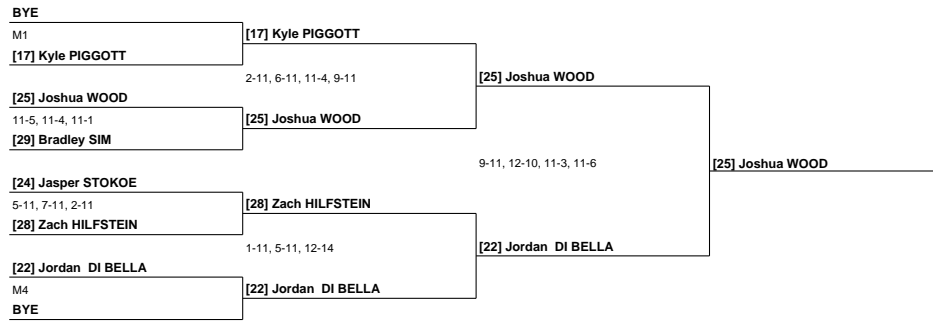 BYE
M1
[17] Kyle PIGGOTT
[25] Joshua WOOD
11-5, 11-4, 11-1
[29] Bradley SIM
[24] Jasper STOKOE
5-11, 7-11, 2-11
[28] Zach HILFSTEIN
[22] Jordan DI BELLA
M4
BYE
[17] Kyle PIGGOTT
2-11, 6-11, 11-4, 9-11
[25] Joshua WOOD
[28] Zach HILFSTEIN
1-11, 5-11, 12-14
[22] Jordan DI BELLA
[25] Joshua WOOD
9-11, 12-10, 11-3, 11-6
[22] Jordan DI BELLA
[25] Joshua WOOD